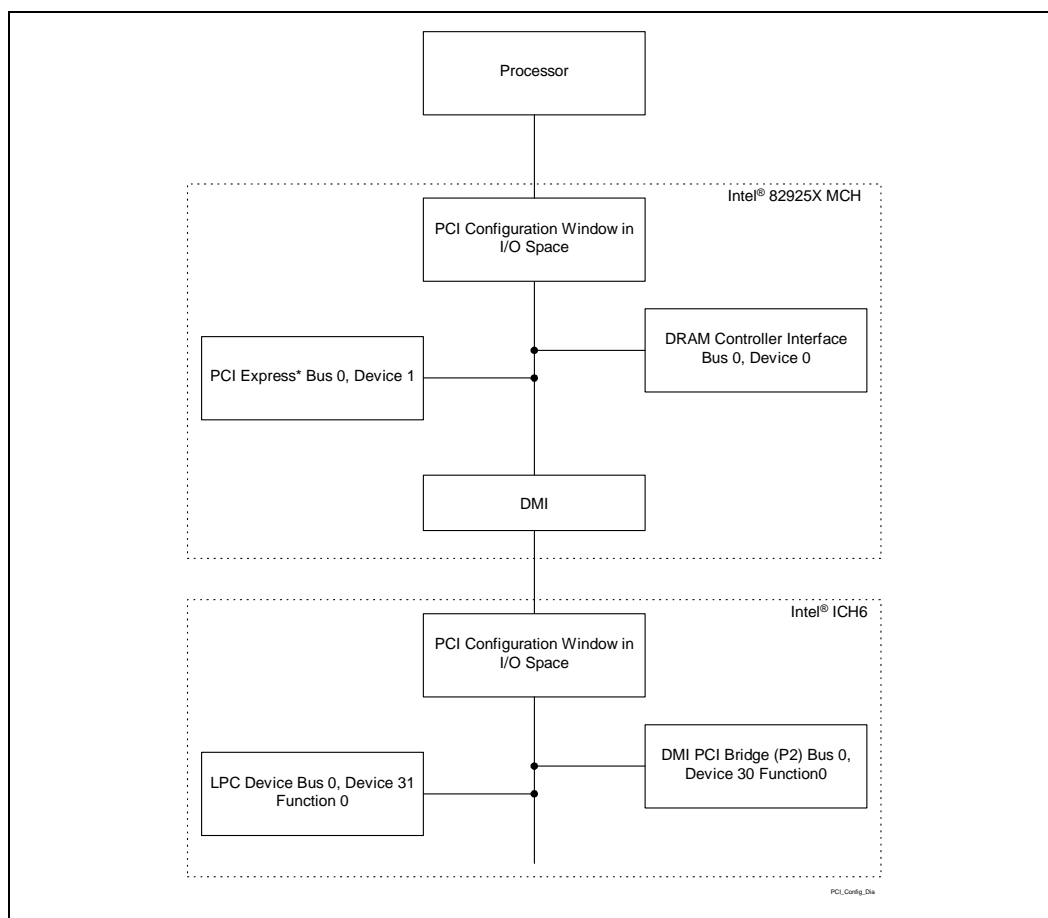 Processor
Intel® 82925X MCH
PCI Configuration Window in
I/O Space
DRAM Controller Interface
Bus 0, Device 0
PCI Express* Bus 0, Device 1
DMI
Intel® ICH6
PCI Configuration Window in
I/O Space
DMI PCI Bridge (P2) Bus 0,
Device 30 Function0
LPC Device Bus 0, Device 31
Function 0
PCI_Config_Dia